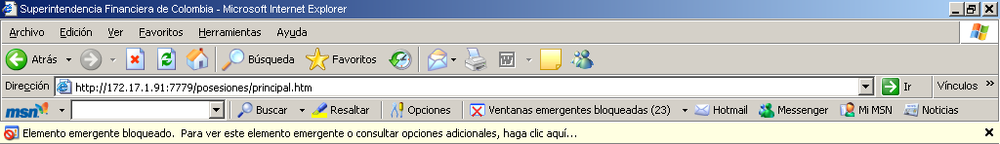 Superintendencia Financiera de Colombia - Microsoft Internet Explorer
Archivo Edición Ver Favoritos Herramientas Ayuda
Atrás Búsqueda Favoritos
Dirección http://172.17.1.91:7779/posesiones/principal.htm Ir Vínculos »
msn Buscar Resaltar Opciones Ventanas emergentes bloqueadas (23) Hotmail Messenger Mi MSN Noticias
Elemento emergente bloqueado. Para ver este elemento emergente o consultar opciones adicionales, haga clic aquí...